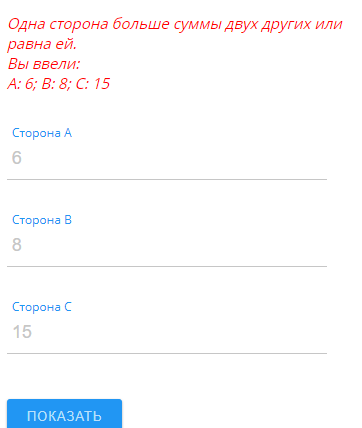 Одна сторона больше суммы двух других или
равна ей.
Вы ввели:
A: 6; B: 8; C: 15
Сторона A
6
Сторона B
8
Сторона C
15
ПОКАЗАТЬ